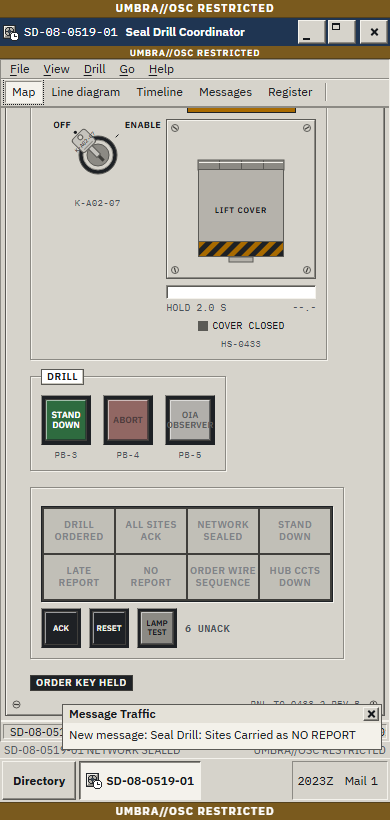 UMBRA//OSC RESTRICTED
SD-08-0519-01 Seal Drill Coordinator
UMBRA//OSC RESTRICTED
File View Drill Go Help
Map Line diagram Timeline Messages Register
OFF ENABLE
K-A02-07
LIFT COVER
HOLD 2.0 S --.-
COVER CLOSED
HS-0433
DRILL
STAND DOWN
ABORT
OIA OBSERVER
PB-3 PB-4 PB-5
DRILL ORDERED
ALL SITES ACK
NETWORK SEALED
STAND DOWN
LATE REPORT
NO REPORT
ORDER WIRE SEQUENCE
HUB CCTS DOWN
ACK
RESET
LAMP TEST
6 UNACK
ORDER KEY HELD
Message Traffic
New message: Seal Drill: Sites Carried as NO REPORT
SD-08-0519-01 NETWORK SEALED UMBRA//OSC RESTRICTED
Directory SD-08-0519-01 2023Z Mail 1
UMBRA//OSC RESTRICTED